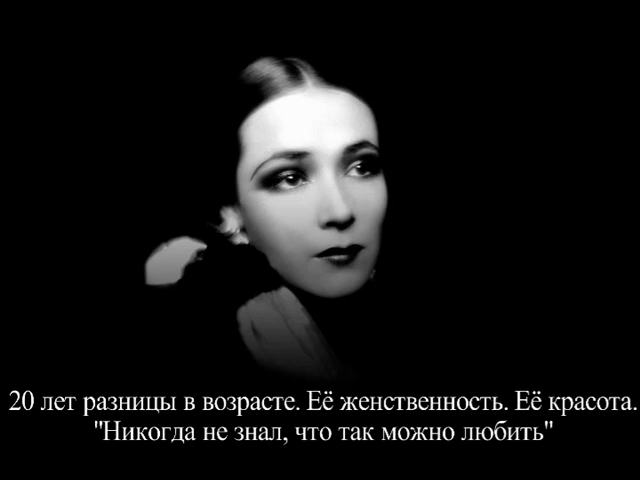 20 лет разницы в возрасте. Её женственность. Её красота.
"Никогда не знал, что так можно любить"